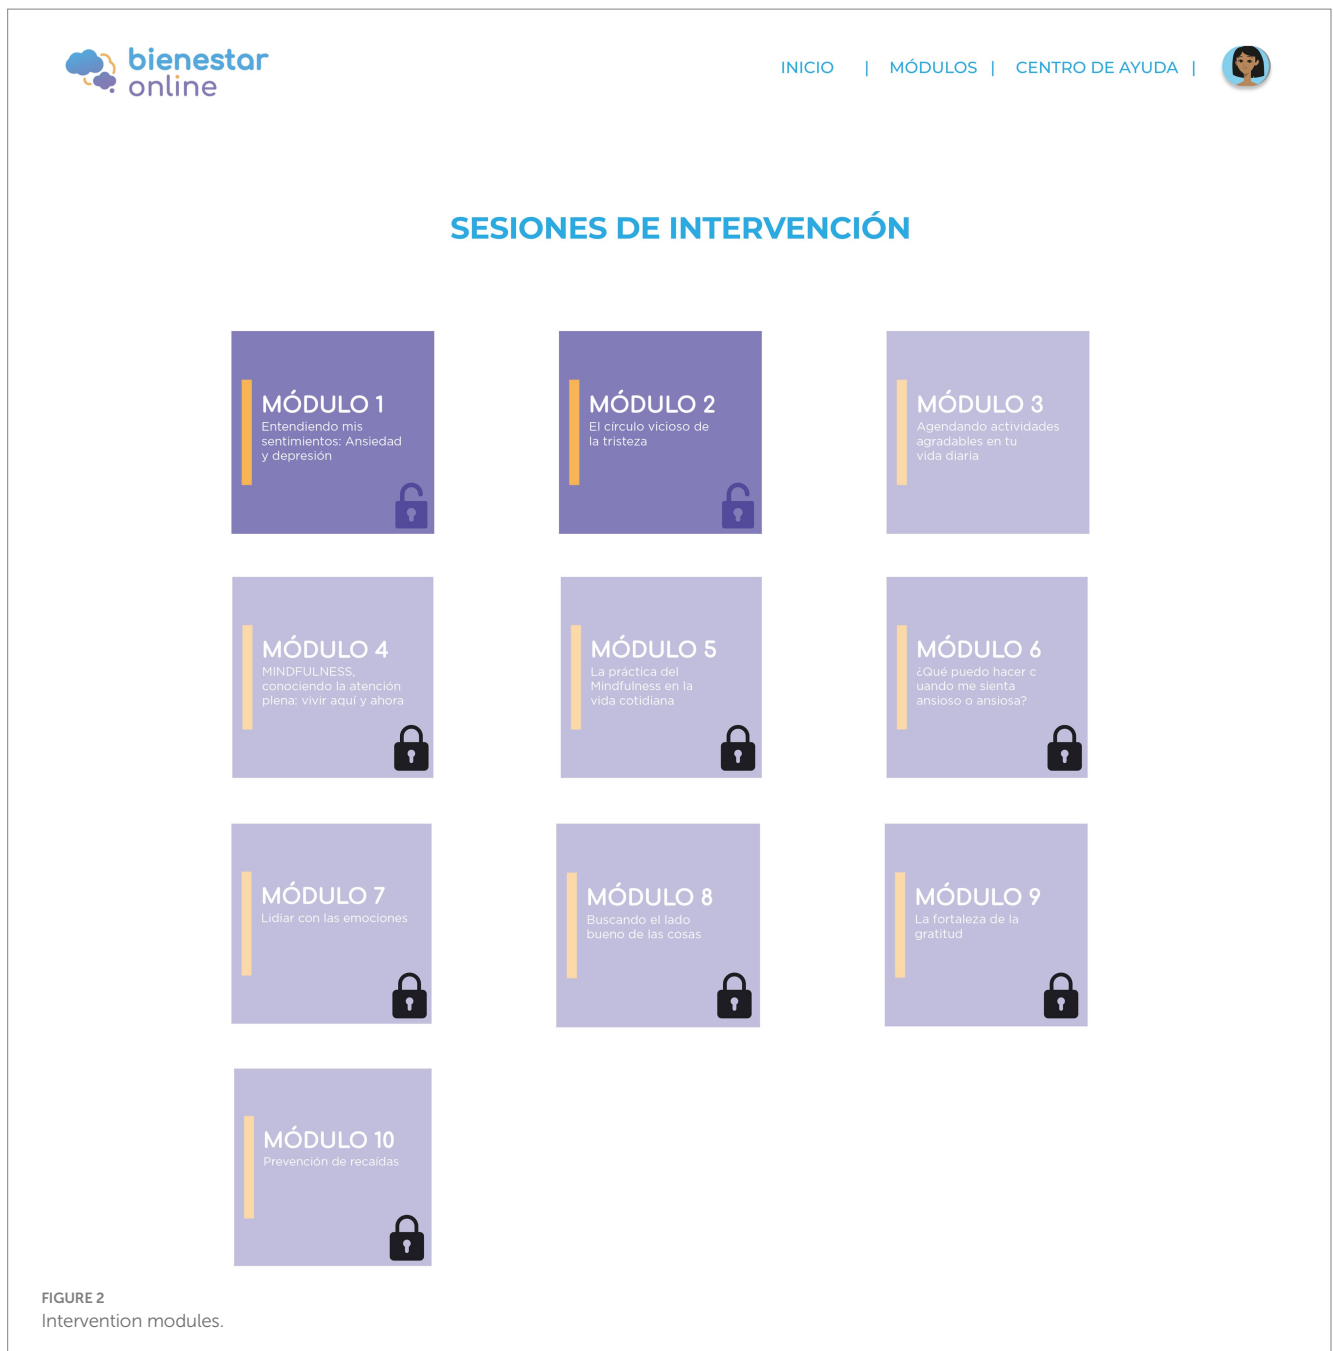 bienestar
online
INICIO | MÓDULOS | CENTRO DE AYUDA |
SESIONES DE INTERVENCIÓN
MÓDULO 1
Entendiendo mis
sentimientos: Ansiedad
y depresión
MÓDULO 2
El círculo vicioso de
la tristeza
MÓDULO 3
Agendando actividades
agradables en tu
vida diaria
MÓDULO 4
MINDFULNESS,
conociendo la atención
plena: vivir aquí y ahora
MÓDULO 5
La práctica del
Mindfulness en la
vida cotidiana
MÓDULO 6
¿Qué puedo hacer c
uando me sienta
ansioso o ansiosa?
MÓDULO 7
Lidiar con las emociones
MÓDULO 8
Buscando el lado
bueno de las cosas
MÓDULO 9
La fortaleza de la
gratitud
MÓDULO 10
Prevención de recaídas
FIGURE 2
Intervention modules.